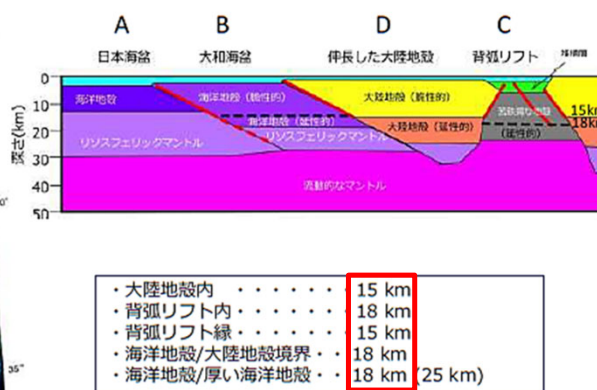 A B D C
日本海盆 大和海盆 伸長した大陸地殻 背弧リフト
0
10
20
30
40
50
深さ(km)
海洋地殻
海洋地殻（脆性的）
大陸地殻（脆性的）
15km
海洋地殻（延性的）
大陸地殻（延性的）
18km
（延性的）
リソスフェリックマントル
リソスフェリックマントル
流動的なマントル
・大陸地殻内 ・・・・・・ 15 km
・背弧リフト内・・・・・・ 18 km
・背弧リフト縁・・・・・・ 15 km
・海洋地殻/大陸地殻境界・・ 18 km
・海洋地殻/厚い海洋地殻・・ 18 km (25 km)
35°